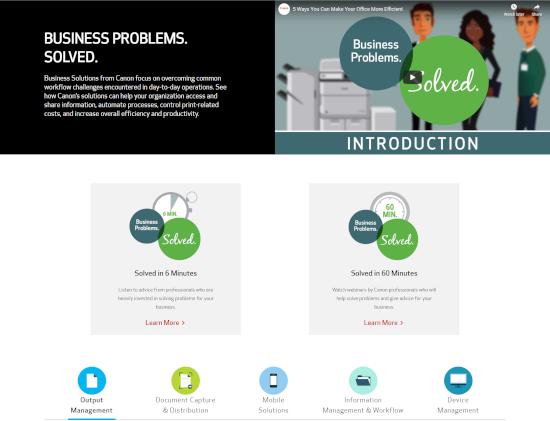 BUSINESS PROBLEMS.
SOLVED.
Business Solutions from Canon focus on overcoming common
workflow challenges encountered in day-to-day operations. See
how Canon's solutions can help your organization access and
share information, automate processes, control print-related
costs, and increase overall efficiency and productivity.
Canon
5 Ways You Can Make Your Office More Efficient
Watch later
Share
Business
Problems.
Solved.
INTRODUCTION
6 MIN.
Business
Problems.
Solved.
Solved in 6 Minutes
Listen to advice from professionals who are
heavily invested in solving problems for your
business.
Learn More >
60
MIN.
Business
Problems.
Solved.
Solved in 60 Minutes
Watch webinars by Canon professionals who will
help solve problems and give advice for your
business.
Learn More >
Output
Management
Document Capture
& Distribution
Mobile
Solutions
Information
Management & Workflow
Device
Management